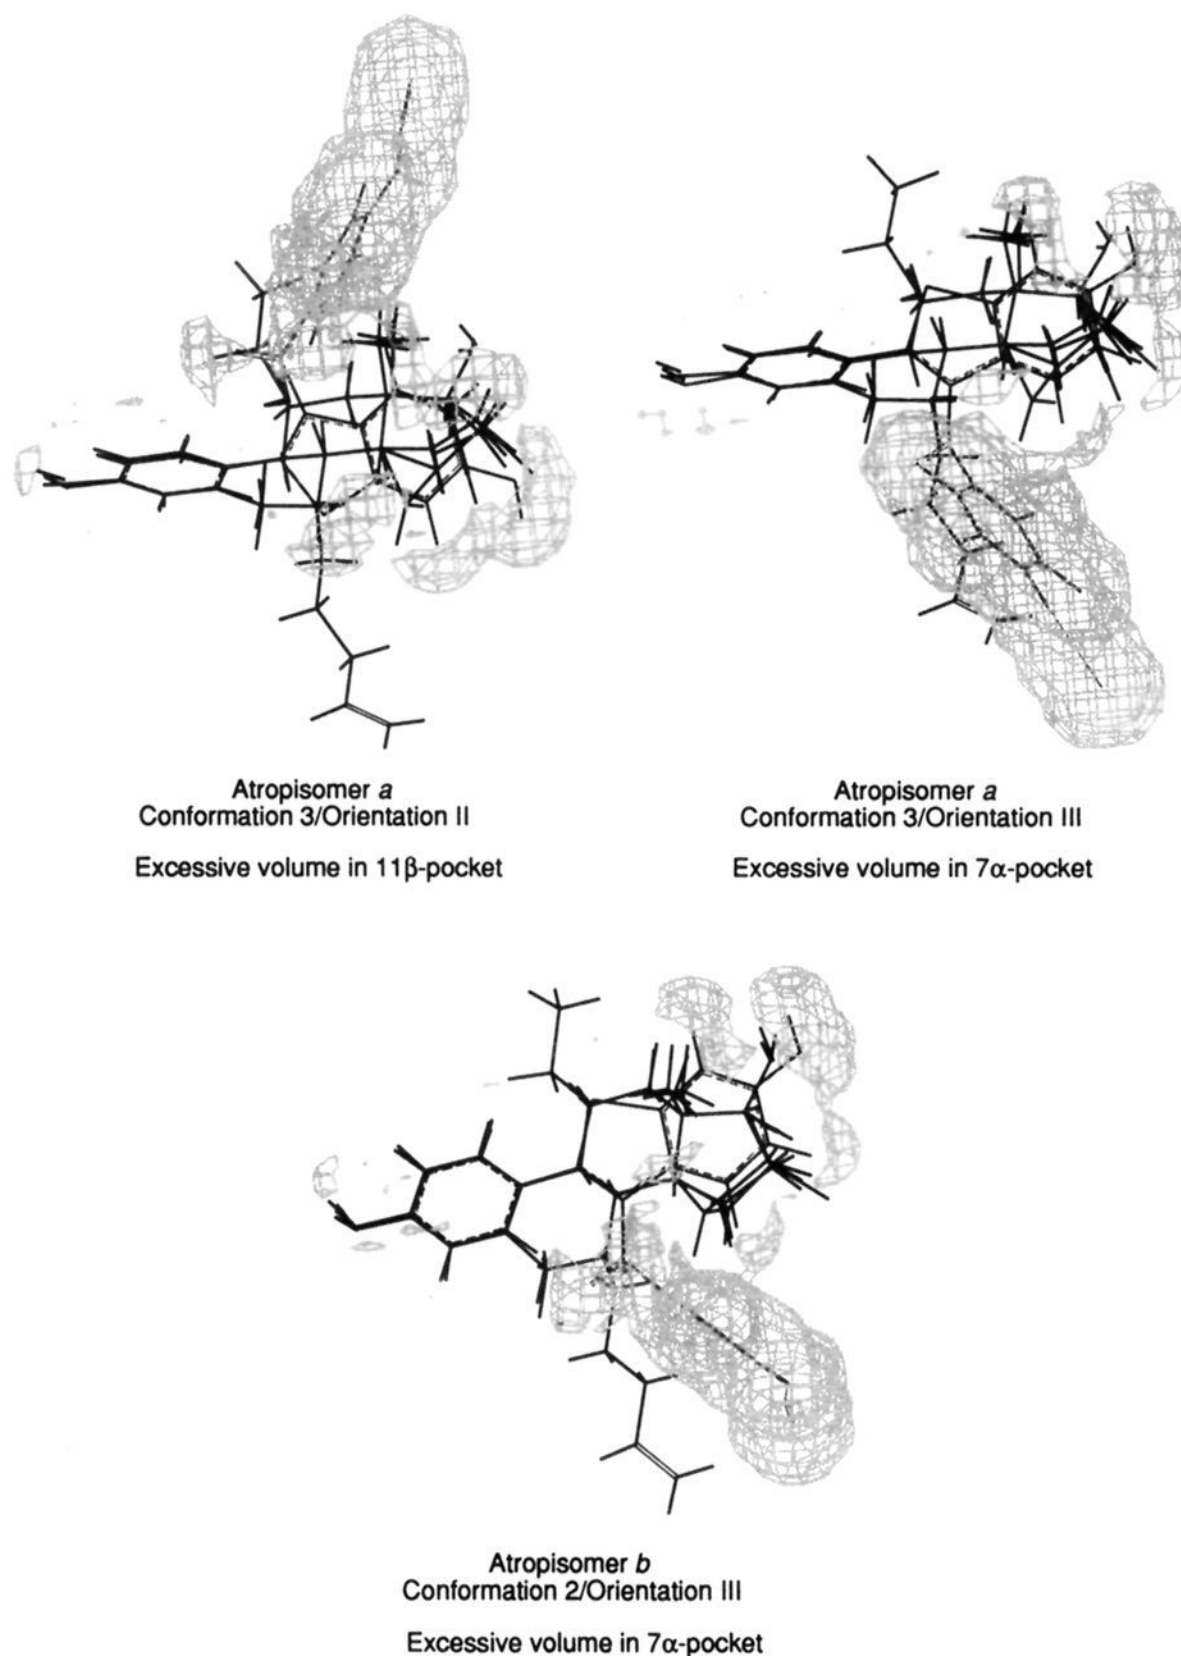 Atropisomer a
Conformation 3/Orientation II
Excessive volume in 11β-pocket
Atropisomer a
Conformation 3/Orientation III
Excessive volume in 7α-pocket
Atropisomer b
Conformation 2/Orientation III
Excessive volume in 7α-pocket